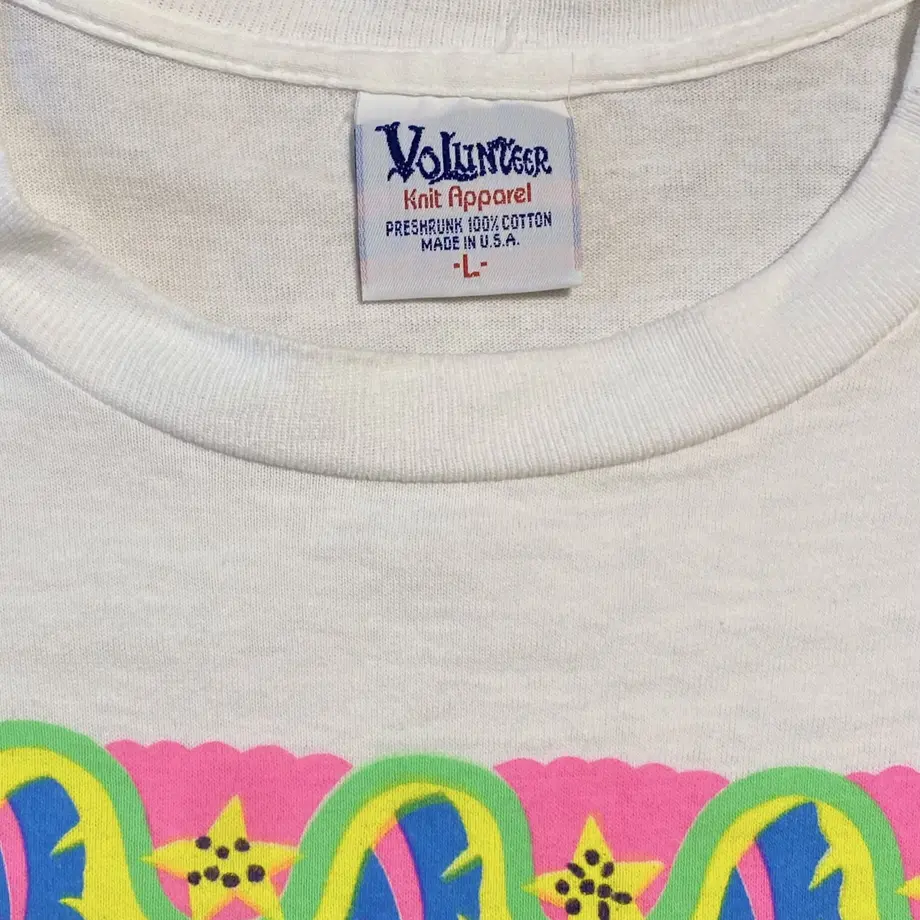 VOLUNTEER
Knit Apparel
PRESHRUNK 100% COTTON
MADE IN U.S.A.
-L-